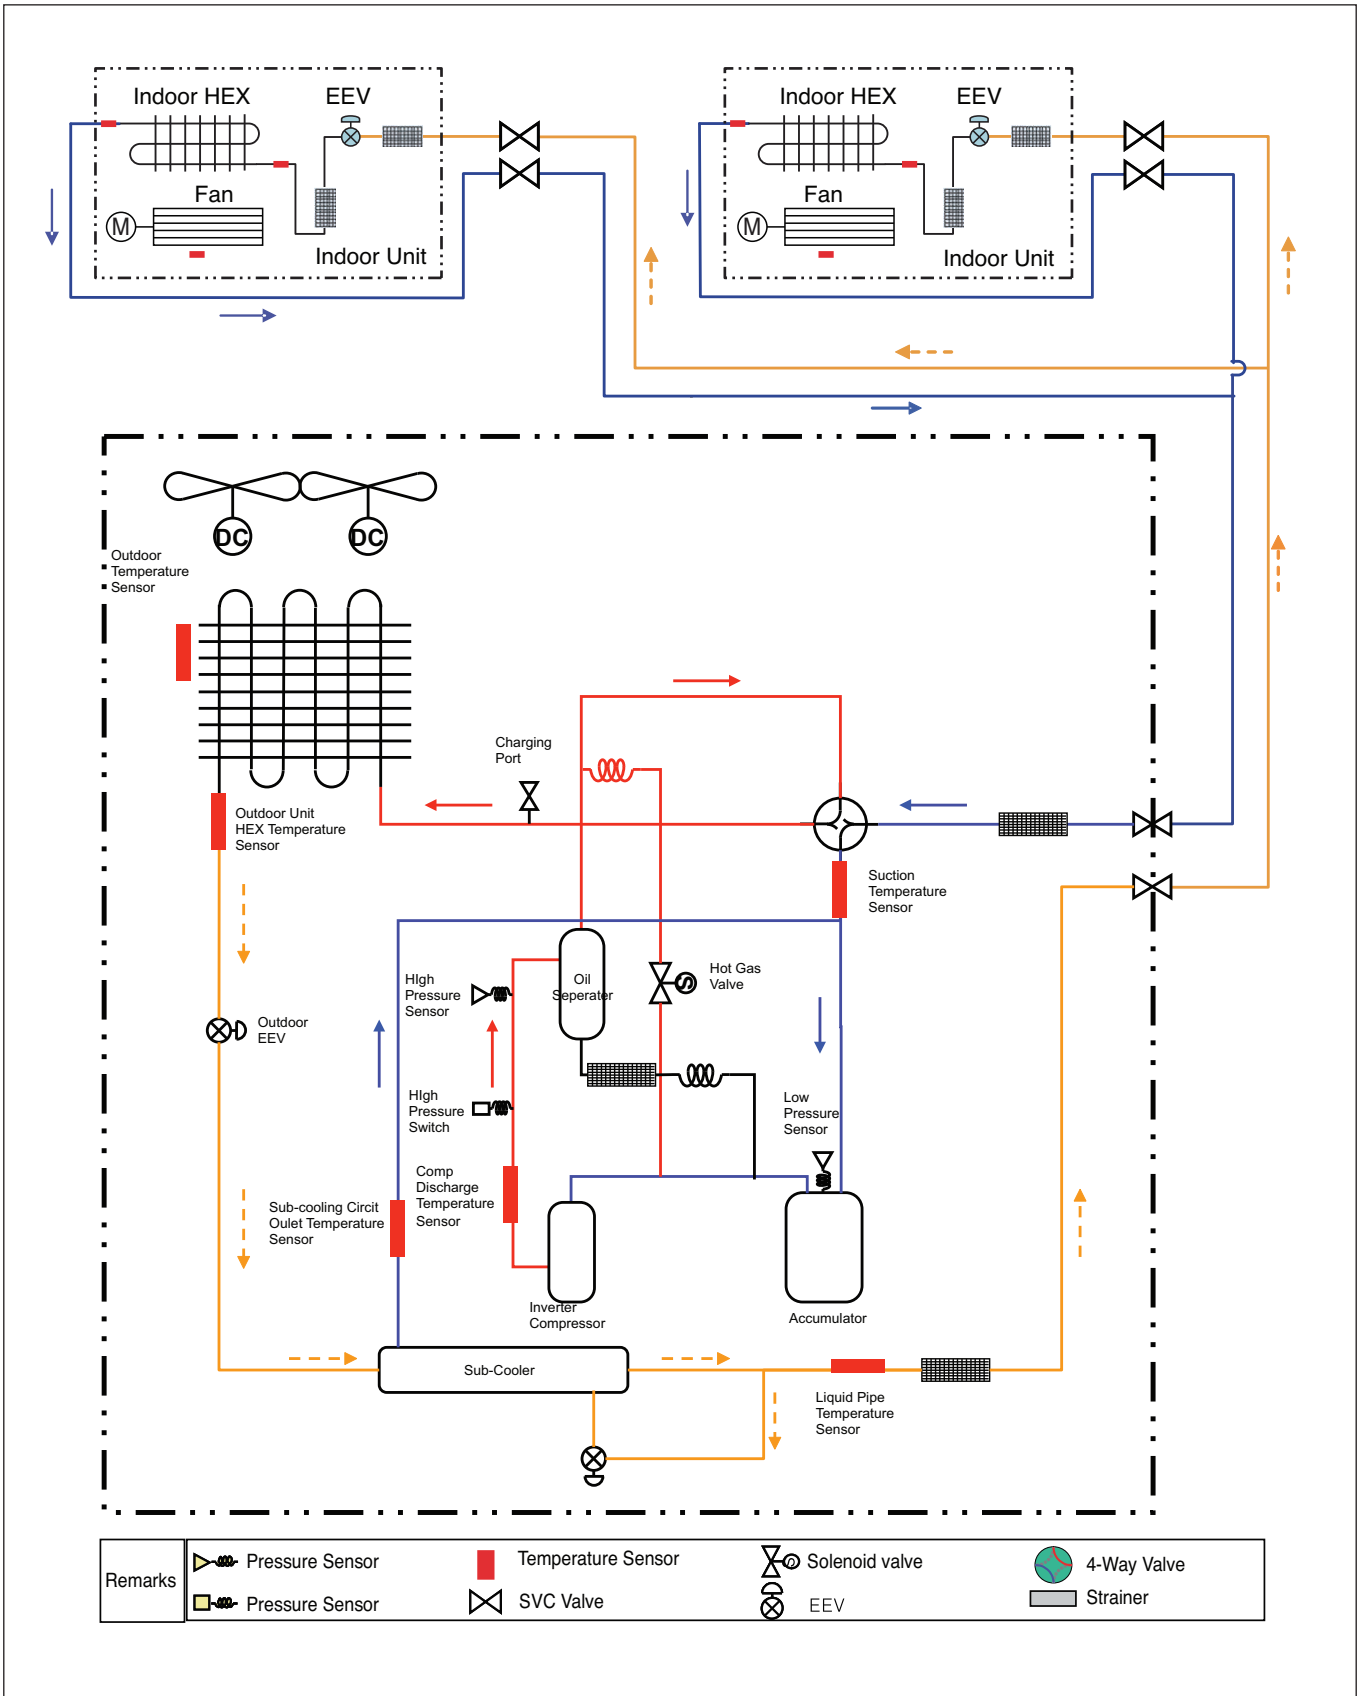 Indoor HEX
EEV
Fan
M
Indoor Unit
Indoor HEX
EEV
Fan
M
Indoor Unit
DC
DC
Outdoor
Temperature
Sensor
Charging
Port
Outdoor Unit
HEX Temperature
Sensor
Suction
Temperature
Sensor
HIgh
Pressure
Sensor
Oil
Seperater
Hot Gas
Valve
S
Outdoor
EEV
HIgh
Pressure
Switch
Low
Pressure
Sensor
Comp
Discharge
Temperature
Sensor
Sub-cooling Circit
Oulet Temperature
Sensor
Inverter
Compressor
Accumulator
Sub-Cooler
Liquid Pipe
Temperature
Sensor
Remarks
Pressure Sensor
Temperature Sensor
S
Solenoid valve
4-Way Valve
Pressure Sensor
SVC Valve
EEV
Strainer